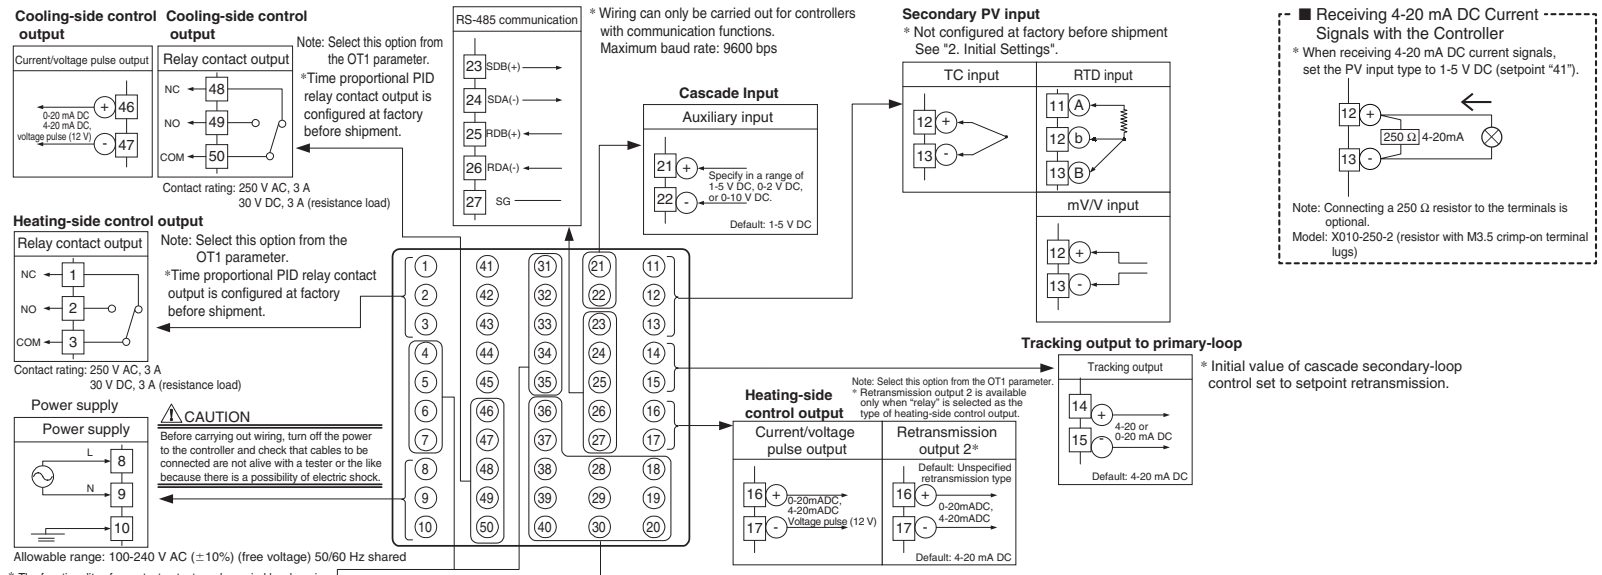 Cooling-side control
output
Current/voltage pulse output
0-20 mA DC
4-20 mA DC,
voltage pulse (12 V)
+
46
-
47
Cooling-side control
output
Relay contact output
NC
48
NO
49
COM
50
Note: Select this option from
the OT1 parameter.
*Time proportional PID
relay contact output is
configured at factory
before shipment.
Contact rating: 250 V AC, 3 A
30 V DC, 3 A (resistance load)
Heating-side control output
Relay contact output
NC
1
NO
2
COM
3
Note: Select this option from the
OT1 parameter.
*Time proportional PID relay contact
output is configured at factory
before shipment.
Contact rating: 250 V AC, 3 A
30 V DC, 3 A (resistance load)
Power supply
Power supply
L
8
N
9
10
CAUTION
Before carrying out wiring, turn off the power
to the controller and check that cables to be
connected are not alive with a tester or the like
because there is a possibility of electric shock.
Allowable range: 100-240 V AC (±10%) (free voltage) 50/60 Hz shared
RS-485 communication
23 SDB(+)
24 SDA(-)
25 RDB(+)
26 RDA(-)
27 SG
* Wiring can only be carried out for controllers
with communication functions.
Maximum baud rate: 9600 bps
Cascade Input
Auxiliary input
21 +
22 -
Specify in a range of
1-5 V DC, 0-2 V DC,
or 0-10 V DC.
Default: 1-5 V DC
1 41 31 21 11
2 42 32 22 12
3 43 33 23 13
4 44 34 24 14
5 45 35 25 15
6 46 36 26 16
7 47 37 27 17
8 48 38 28 18
9 49 39 29 19
10 50 40 30 20
Secondary PV input
* Not configured at factory before shipment
See "2. Initial Settings".
TC input
12 +
13 -
RTD input
11 A
12 b
13 B
mV/V input
12 +
13 -
■ Receiving 4-20 mA DC Current
Signals with the Controller
* When receiving 4-20 mA DC current signals,
set the PV input type to 1-5 V DC (setpoint “41”).
12 +
250 Ω 4-20mA
13 -
Note: Connecting a 250 Ω resistor to the terminals is
optional.
Model: X010-250-2 (resistor with M3.5 crimp-on terminal
lugs)
Tracking output to primary-loop
Tracking output
14 +
15 -
4-20 or
0-20 mA DC
Default: 4-20 mA DC
* Initial value of cascade secondary-loop
control set to setpoint retransmission.
Heating-side
control output
Note: Select this option from the OT1 parameter.
* Retransmission output 2 is available
only when “relay” is selected as the
type of heating-side control output.
Current/voltage
pulse output
16 +
17 -
0-20mADC,
4-20mADC
Voltage pulse (12 V)
Retransmission
output 2*
Default: Unspecified
retransmission type
16 +
17 -
0-20mADC,
4-20mADC
Default: 4-20 mA DC